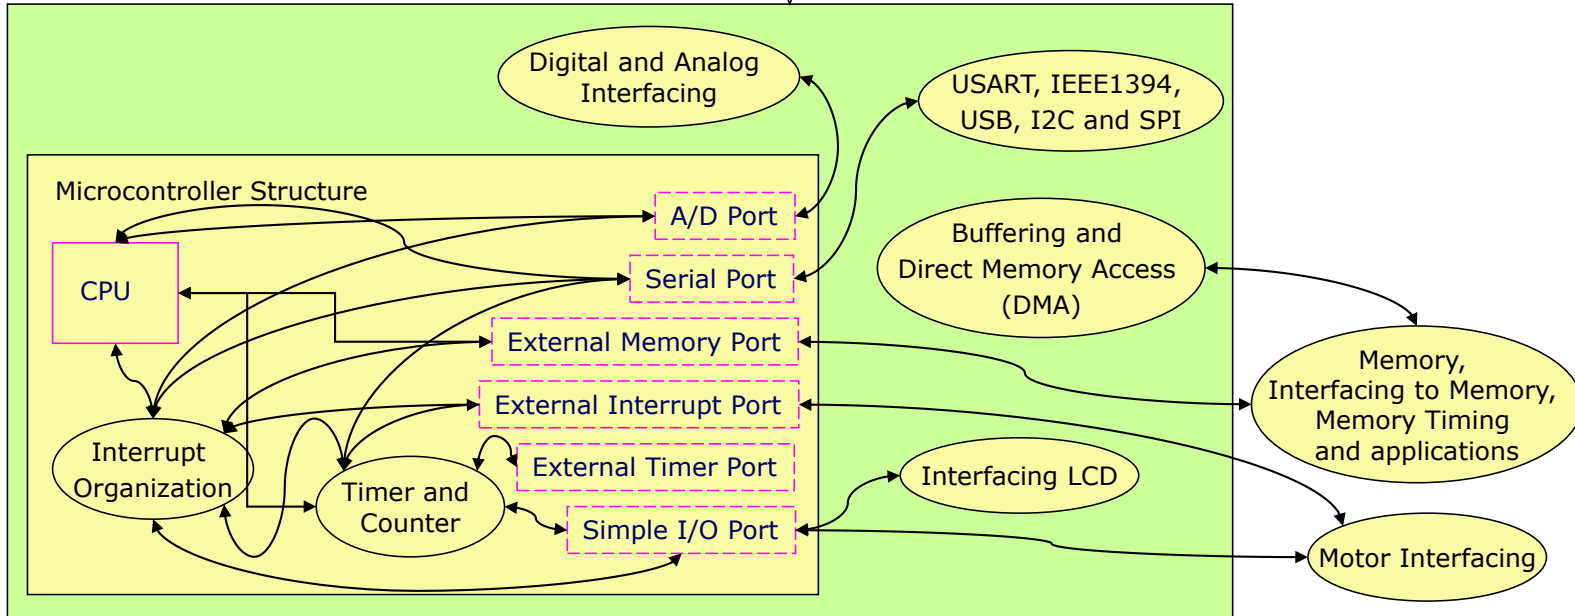 Digital and Analog
Interfacing
USART, IEEE1394,
USB, I2C and SPI
Microcontroller Structure
A/D Port
CPU
Serial Port
Buffering and
Direct Memory Access
(DMA)
External Memory Port
Memory,
Interfacing to Memory,
Memory Timing
and applications
External Interrupt Port
Interrupt
Organization
External Timer Port
Interfacing LCD
Timer and
Counter
Simple I/O Port
Motor Interfacing